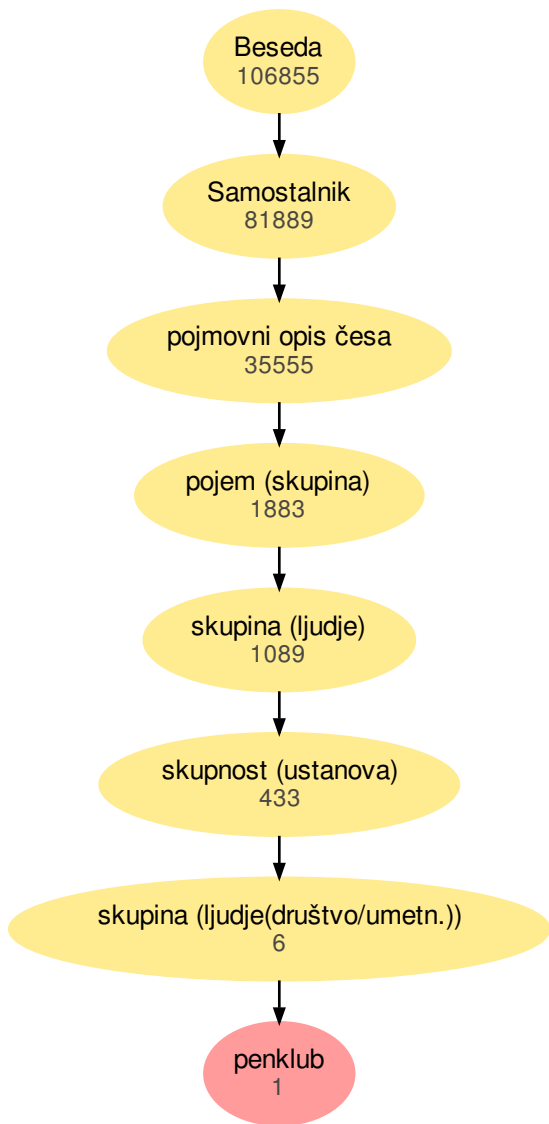 Beseda
106855
Samostalnik
81889
pojmovni opis česa
35555
pojem (skupina)
1883
skupina (ljudje)
1089
skupnost (ustanova)
433
skupina (ljudje(društvo/umetn.))
6
penklub
1